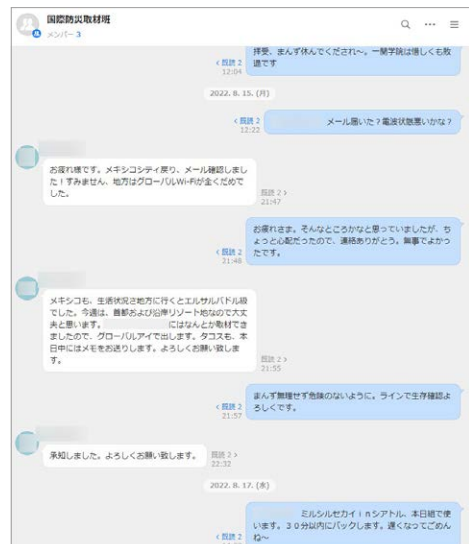 国際防災取材班
メンバー 3
拝受、まんず休んでくだされ〜。一関学院は惜しくも敗
退です
< 既読 2
12:04
2022. 8. 15. (月)
メール届いた?電波状態悪いかな?
< 既読 2
12:23
お疲れ様です。メキシコシティ戻り、メール確認しまし
た!すみません、地方はグローバルWi-Fiが全くだめで
した。
既読 2 >
21:47
お疲れさま。そんなところかなと思っていましたが、ち
ょっと心配だったので、連絡ありがとう。無事でよかっ
たです。
< 既読 2
21:48
メキシコも、生活状況さ地方に行くとエルサルバドル級
でした。今週は、首都および沿岸リゾート地なので大丈
夫と思います。
にはなんとか取材でき
ましたので、グローバルアイで出します。タコスも、本
日中にはメモをお送りします。よろしくお願い致しま
す。
既読 2 >
21:55
まんず無理せず危険のないように。ラインで生存確認よ
ろしくです。
< 既読 2
21:57
承知しました。よろしくお願い致します。
既読 2 >
22:32
2022. 8. 17. (水)
ミルシルセカイinシアトル、本日組で使
います。30分以内にバックします。遅くなってごめん
ね〜
< 既読 2